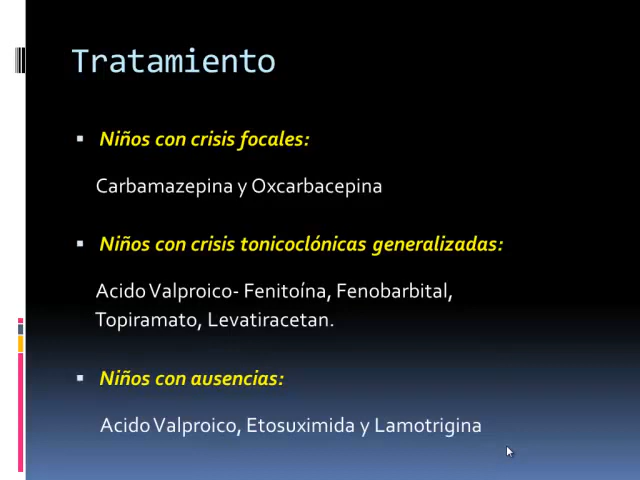 Tratamiento
Niños con crisis focales:
Carbamazepina y Oxcarbacepina
Niños con crisis tonicoclónicas generalizadas:
Acido Valproico- Fenitoína, Fenobarbital,
Topiramato, Levatiracetan.
Niños con ausencias:
Acido Valproico, Etosuximida y Lamotrigina